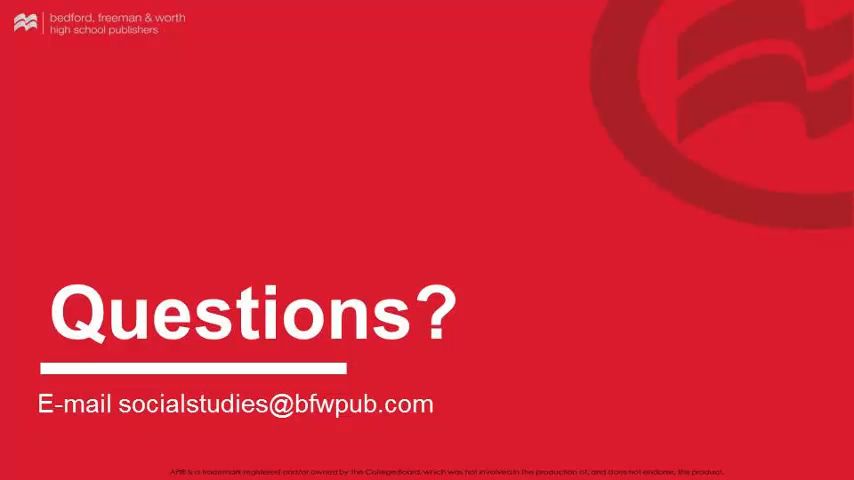 bedford, freeman & worth
high school publishers
Questions?
E-mail socialstudies@bfwpub.com
AP® is a trademark registered and/or owned by the College Board, which was not involved in the production of, and does not endorse, this product.